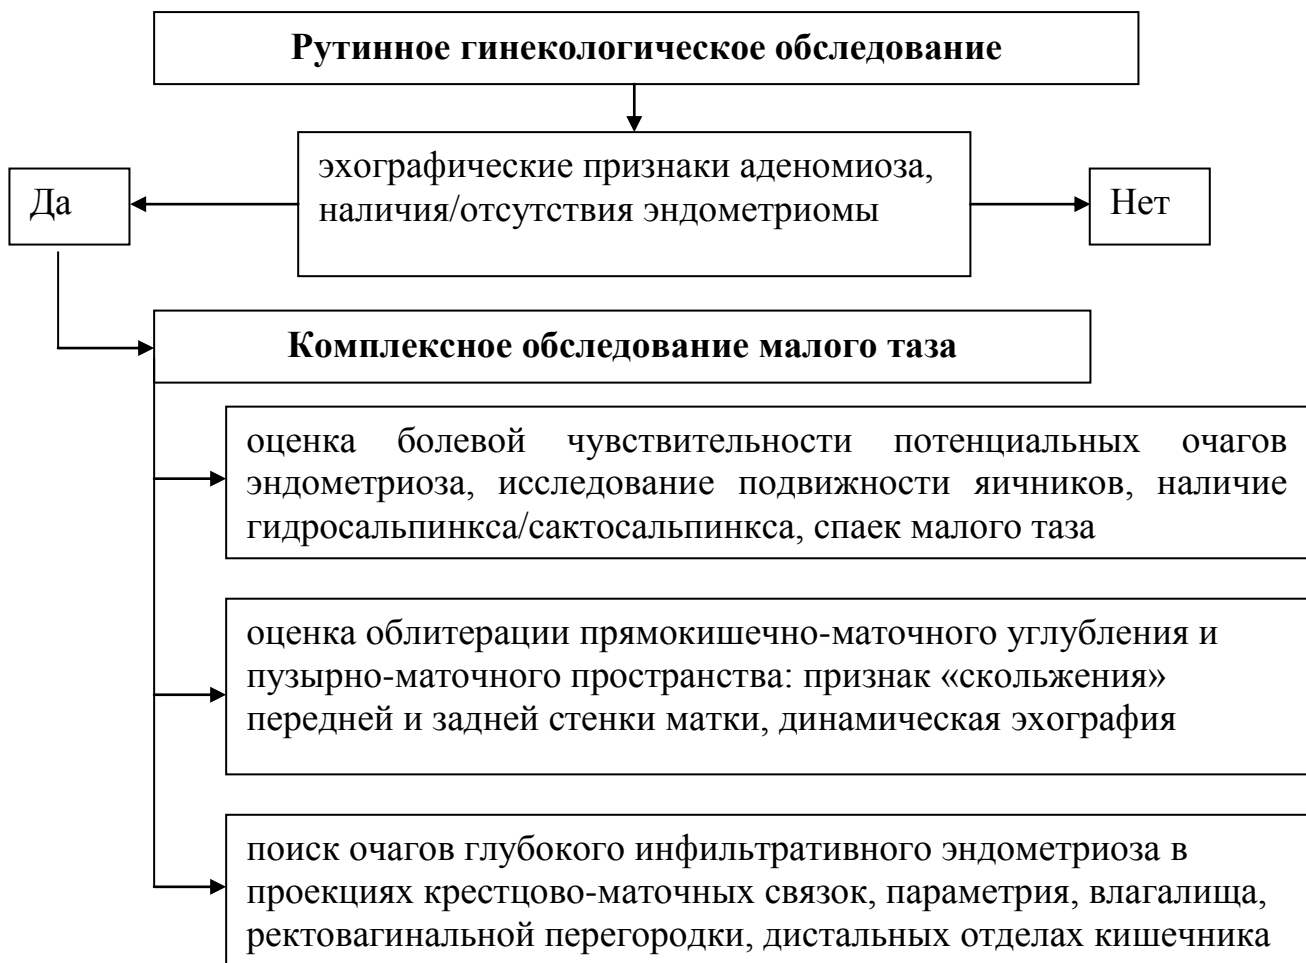 Рутинное гинекологическое обследование
эхографические признаки аденомиоза,
наличия/отсутствия эндометриомы
Да
Нет
Комплексное обследование малого таза
оценка болевой чувствительности потенциальных очагов
эндометриоза, исследование подвижности яичников, наличие
гидросальпинкса/сактосальпинкса, спаек малого таза
оценка облитерации прямокишечно-маточного углубления и
пузырно-маточного пространства: признак «скольжения»
передней и задней стенки матки, динамическая эхография
поиск очагов глубокого инфильтративного эндометриоза в
проекциях крестцово-маточных связок, параметрия, влагалища,
ректовагинальной перегородки, дистальных отделах кишечника